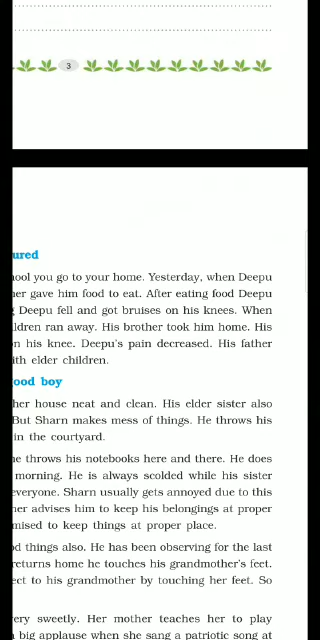 3
ured
ool you go to your home. Yesterday, when Deepu
er gave him food to eat. After eating food Deepu
Deepu fell and got bruises on his knees. When
ldren ran away. His brother took him home. His
on his knee. Deepu's pain decreased. His father
ith elder children.
ood boy
her house neat and clean. His elder sister also
But Sharn makes mess of things. He throws his
in the courtyard.
he throws his notebooks here and there. He does
morning. He is always scolded while his sister
everyone. Sharn usually gets annoyed due to this
her advises him to keep his belongings at proper
mised to keep things at proper place.
od things also. He has been observing for the last
returns home he touches his grandmother's feet.
ect to his grandmother by touching her feet. So
very sweetly. Her mother teaches her to play
big applause when she sang a patriotic song at